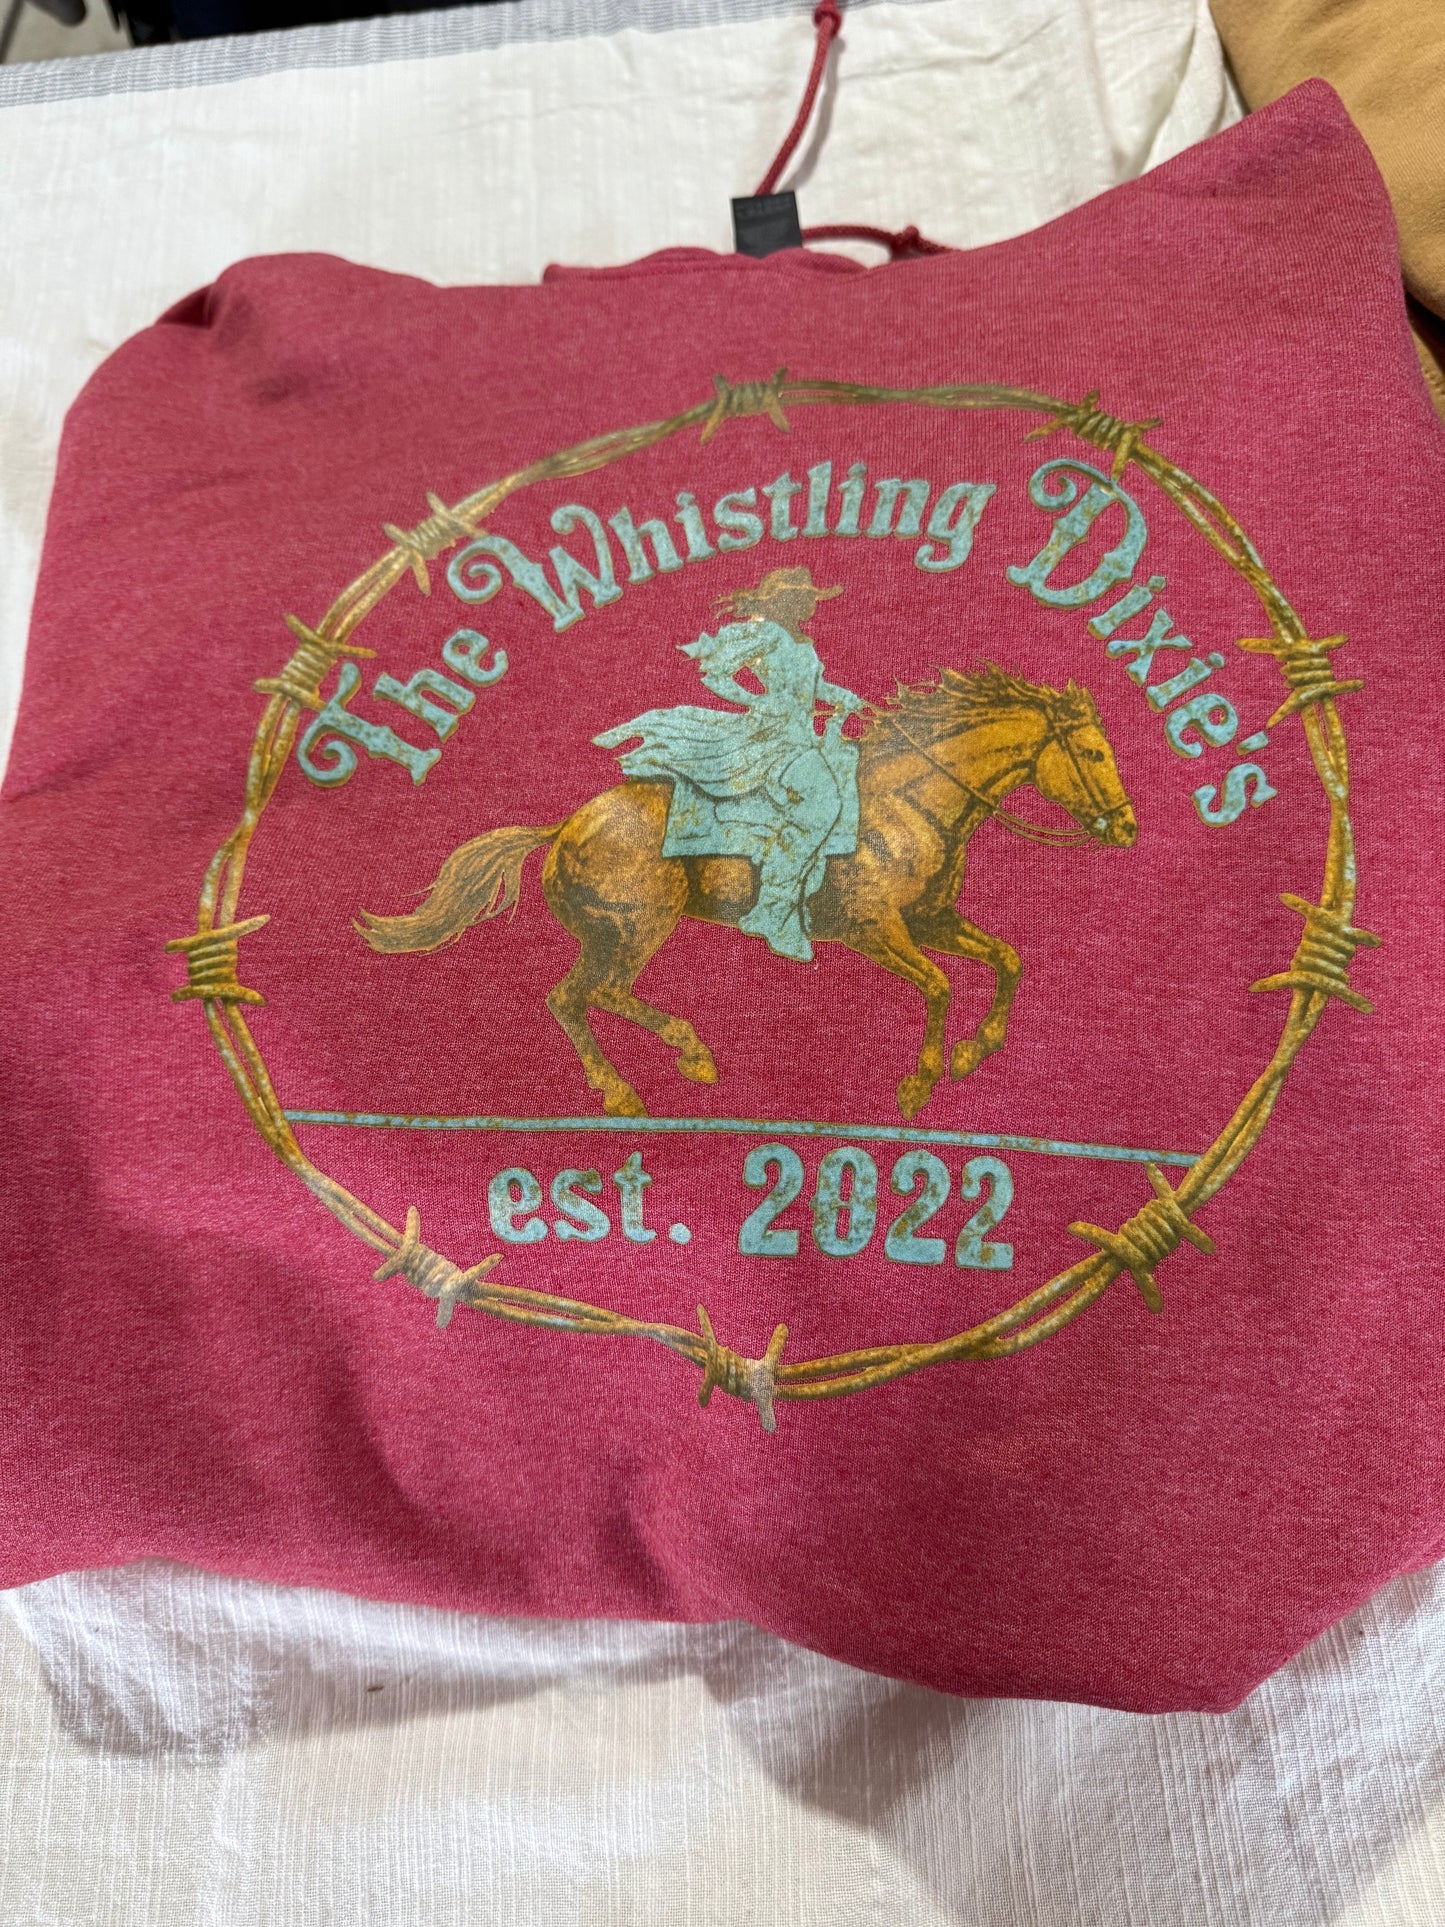 The Whistling Dixie's
est. 2022